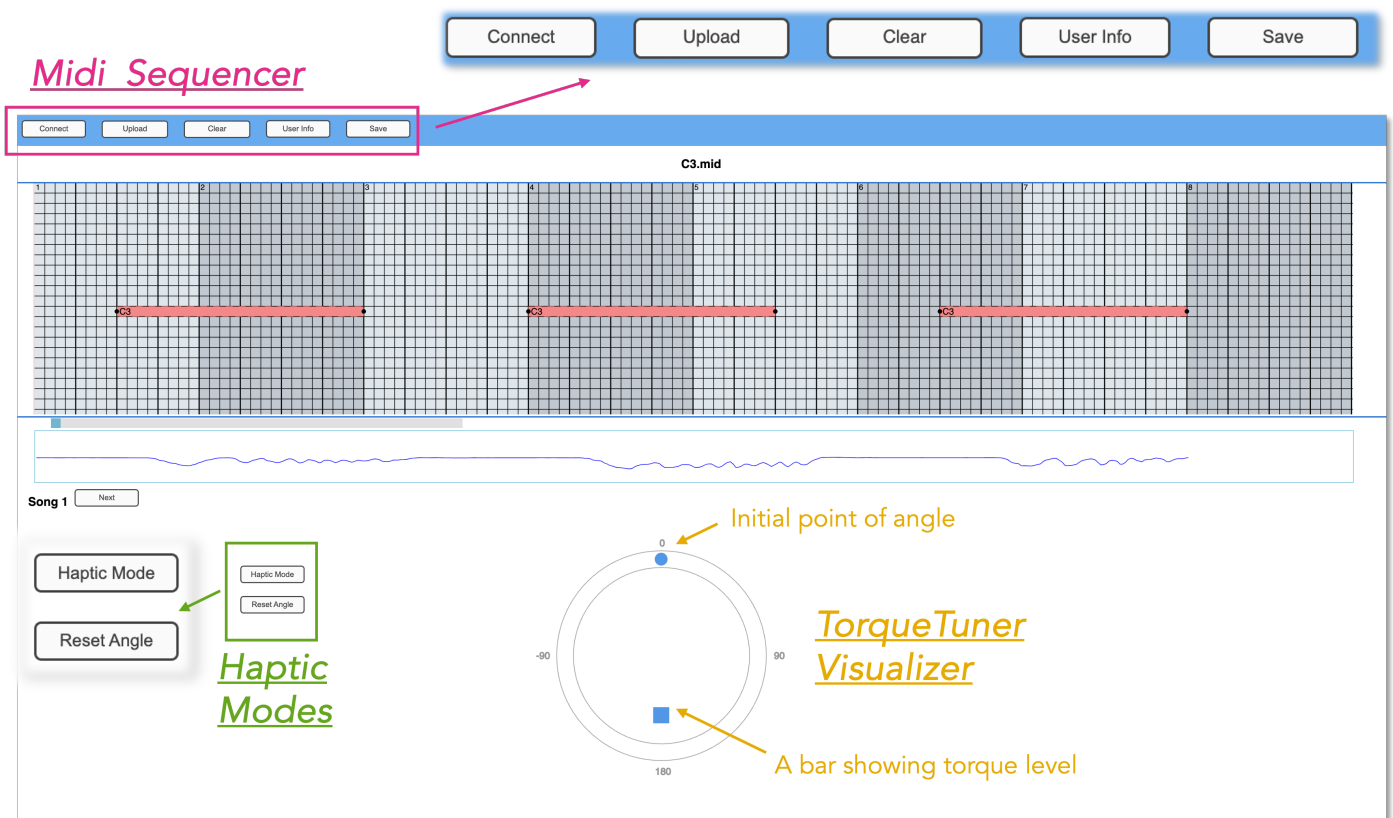 Connect Upload Clear User Info Save
Midi Sequencer
Connect Upload Clear User Info Save
C3.mid
1 2 3 4 5 6 7 8
C3 C3 C3
Song 1 Next
Initial point of angle
0
Haptic Mode
Reset Angle
Haptic Mode
Reset Angle
Haptic
Modes
-90
90
TorqueTuner
Visualizer
A bar showing torque level
180